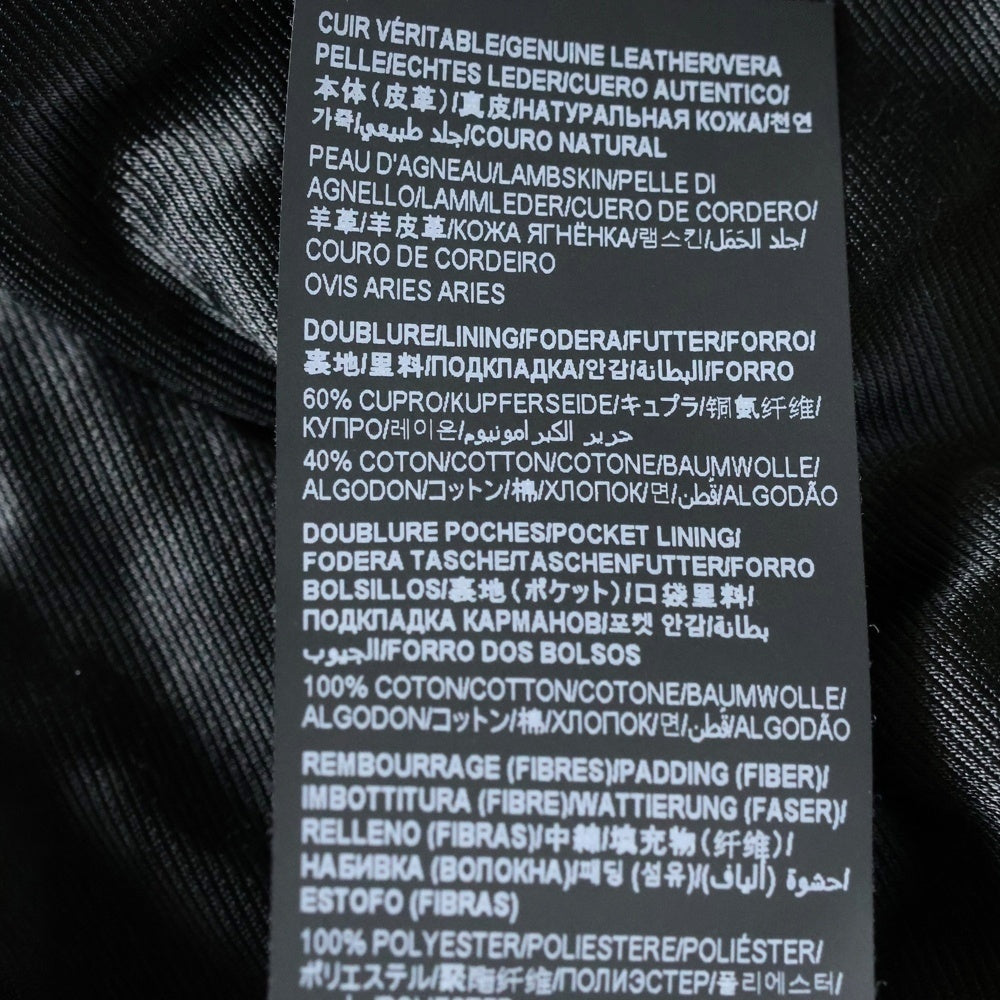 CUIR VÉRITABLE/GENUINE LEATHER/VERA
PELLE/ECHTES LEDER/CUERO AUTENTICO/
本体(皮革)/真皮/НАТУРАЛЬНАЯ КОЖА/천연
가죽/جلد طبيعي/COURO NATURAL
PEAU D'AGNEAU/LAMBSKIN/PELLE DI
AGNELLO/LAMMLEDER/CUERO DE CORDERO/
羊革/羊皮革/КОЖА ЯГНЁНКА/램스킨/جلد الحَمَل/
COURO DE CORDEIRO
OVIS ARIES ARIES
DOUBLURE/LINING/FODERA/FUTTER/FORRO/
裏地/里料/ПОДКЛАДКА/안감/البطانة/FORRO
60% CUPRO/KUPFERSEIDE/キュプラ/铜氨纤维/
КУПРО/레이온/حرير الكبرامونيوم
40% COTON/COTTON/COTONE/BAUMWOLLE/
ALGODON/コットン/棉/ХЛОПОК/면/قُطن/ALGODÃO
DOUBLURE POCHES/POCKET LINING/
FODERA TASCHE/TASCHENFUTTER/FORRO
BOLSILLOS/裏地(ポケット)/口袋里料/
ПОДКЛАДКА КАРМАНОВ/포켓 안감/بطانة
الجيوب/FORRO DOS BOLSOS
100% COTON/COTTON/COTONE/BAUMWOLLE/
ALGODON/コットン/棉/ХЛОПОК/면/قُطن/ALGODÃO
REMBOURRAGE (FIBRES)/PADDING (FIBER)/
IMBOTTITURA (FIBRE)/WATTIERUNG (FASER)/
RELLENO (FIBRAS)/中綿/填充物(纤维)/
НАБИВКА (ВОЛОКНА)/패딩 (섬유)/حشوة (ألياف)/
ESTOFO (FIBRAS)
100% POLYESTER/POLIESTERE/POLIÉSTER/
ポリエステル/聚酯纤维/ПОЛИЭСТЕР/폴리에스터/